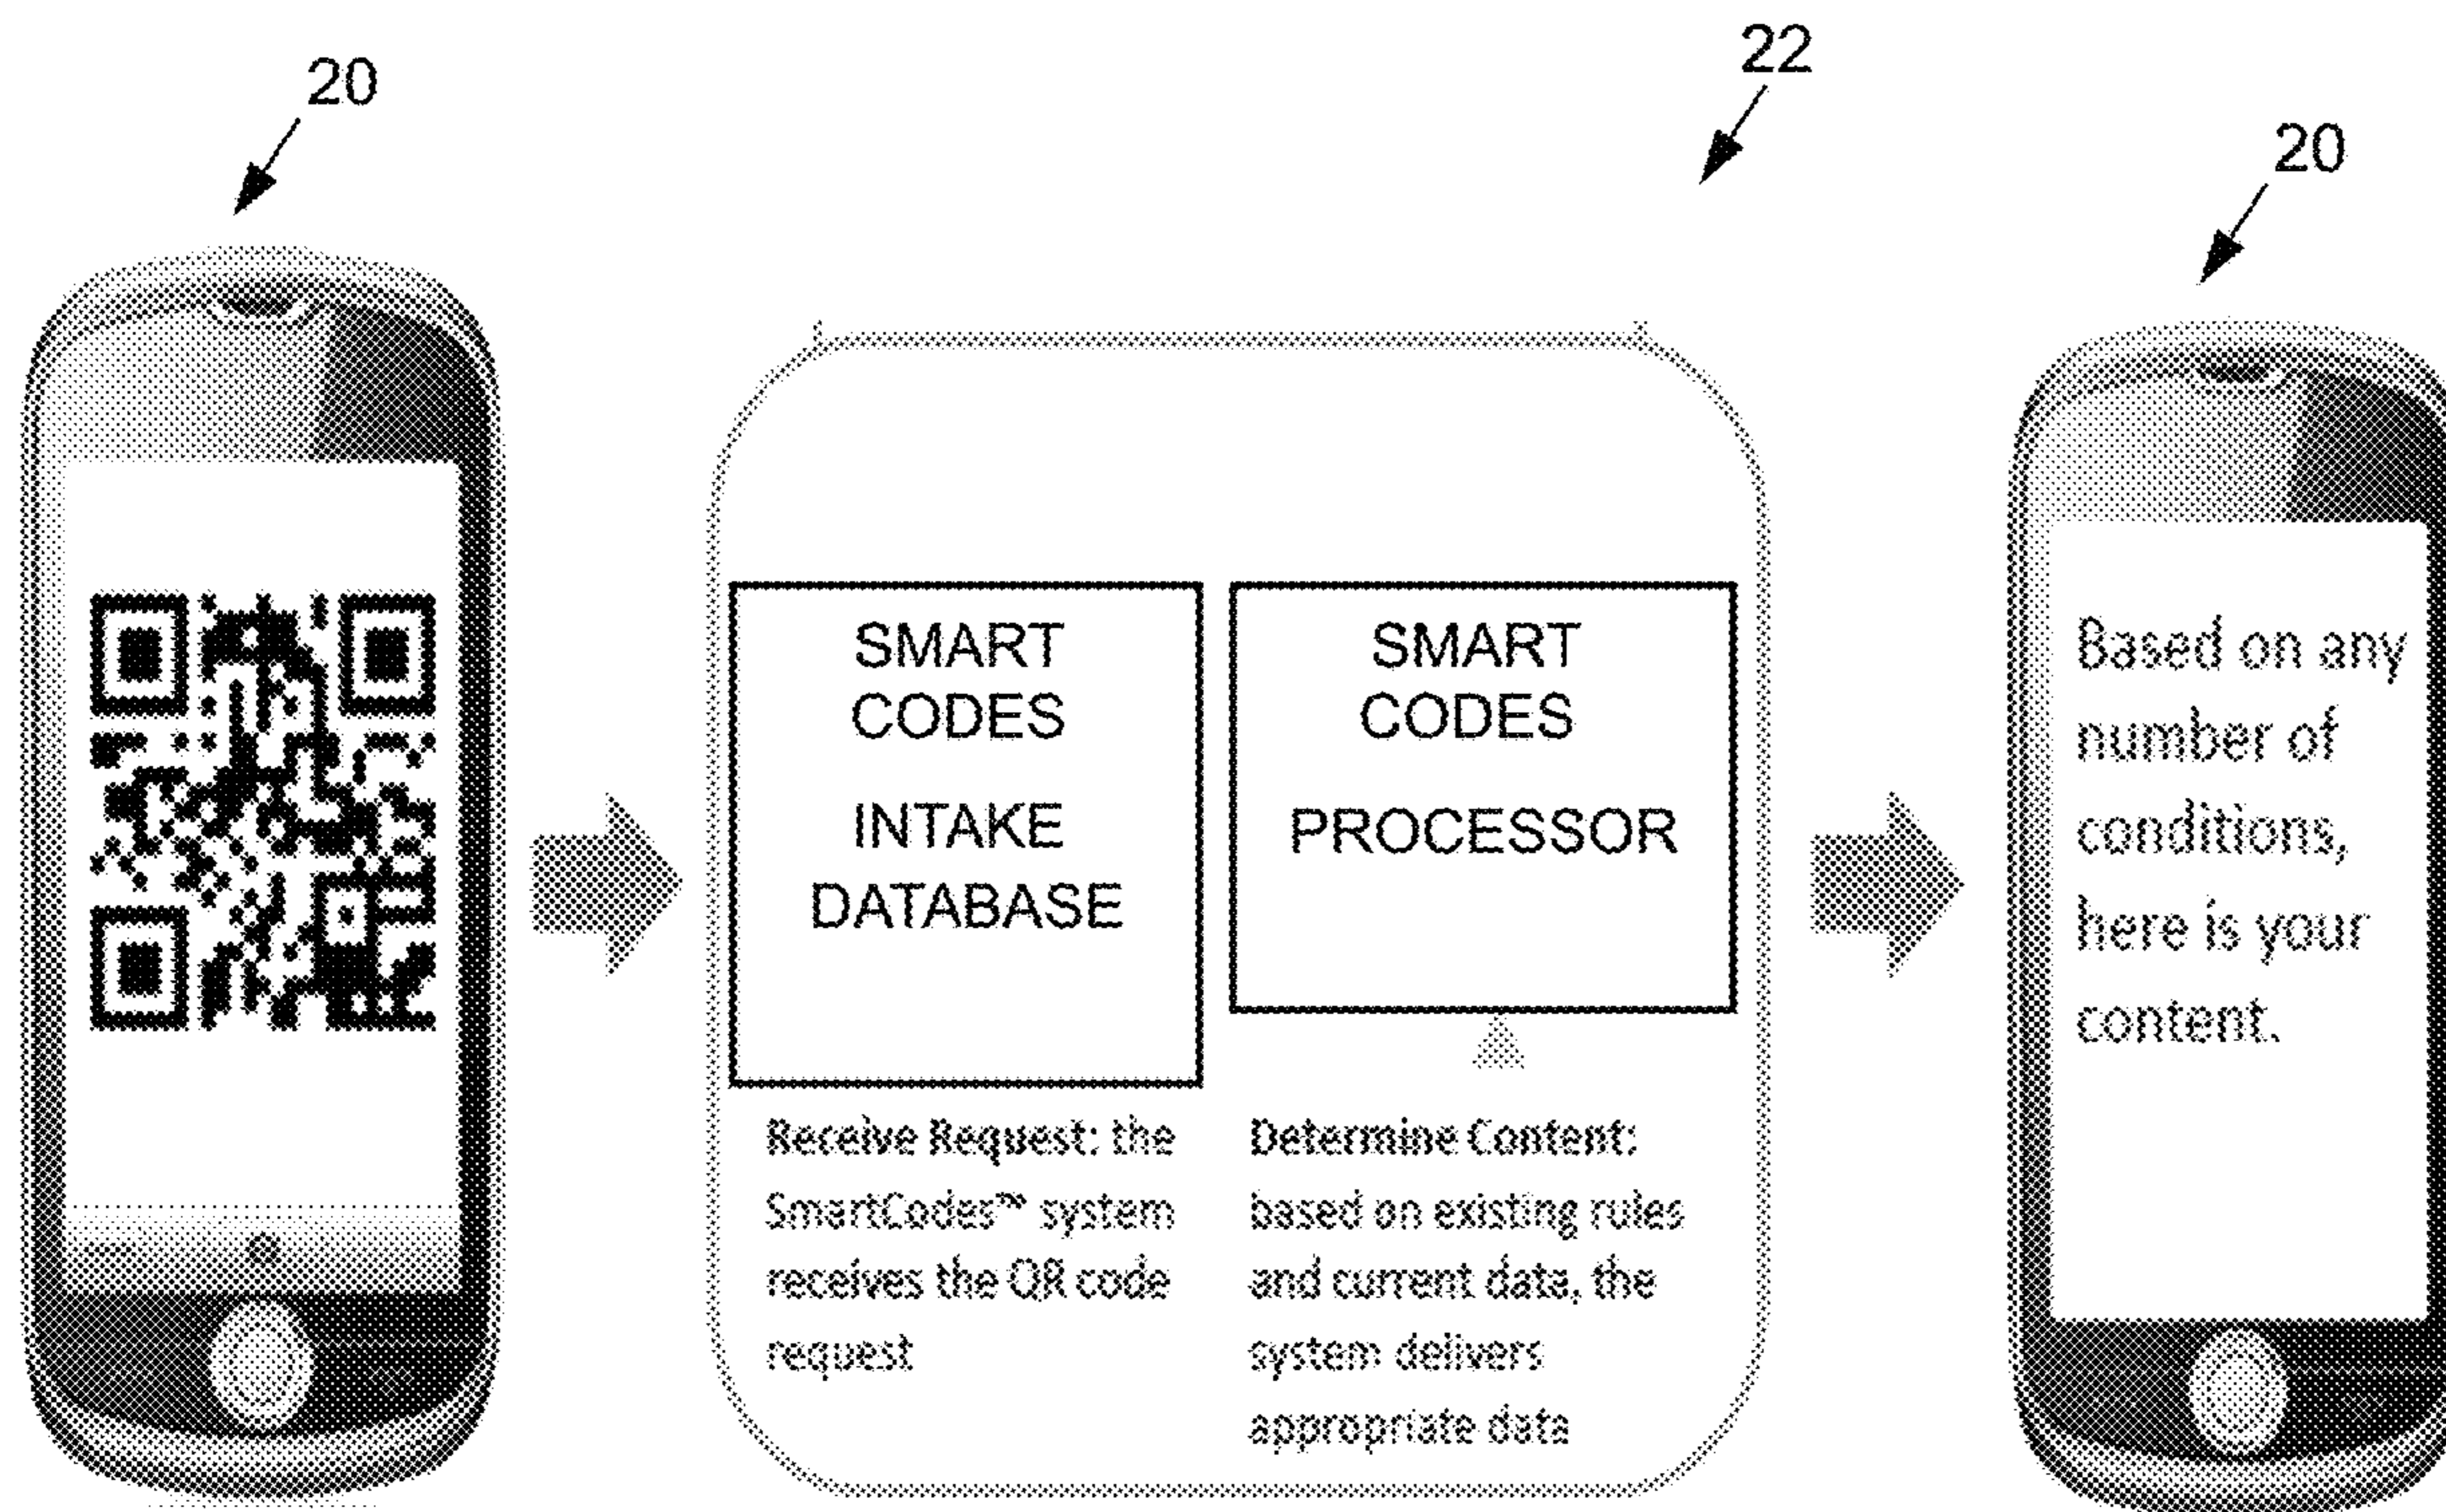 20
22
20
SMART
CODES
INTAKE
DATABASE
SMART
CODES
PROCESSOR
Receive Request: the
SmartCodes™ system
receives the QR code
request
Determine Content:
based on existing rules
and current data, the
system delivers
appropriate data
Based on any
number of
conditions,
here is your
content.